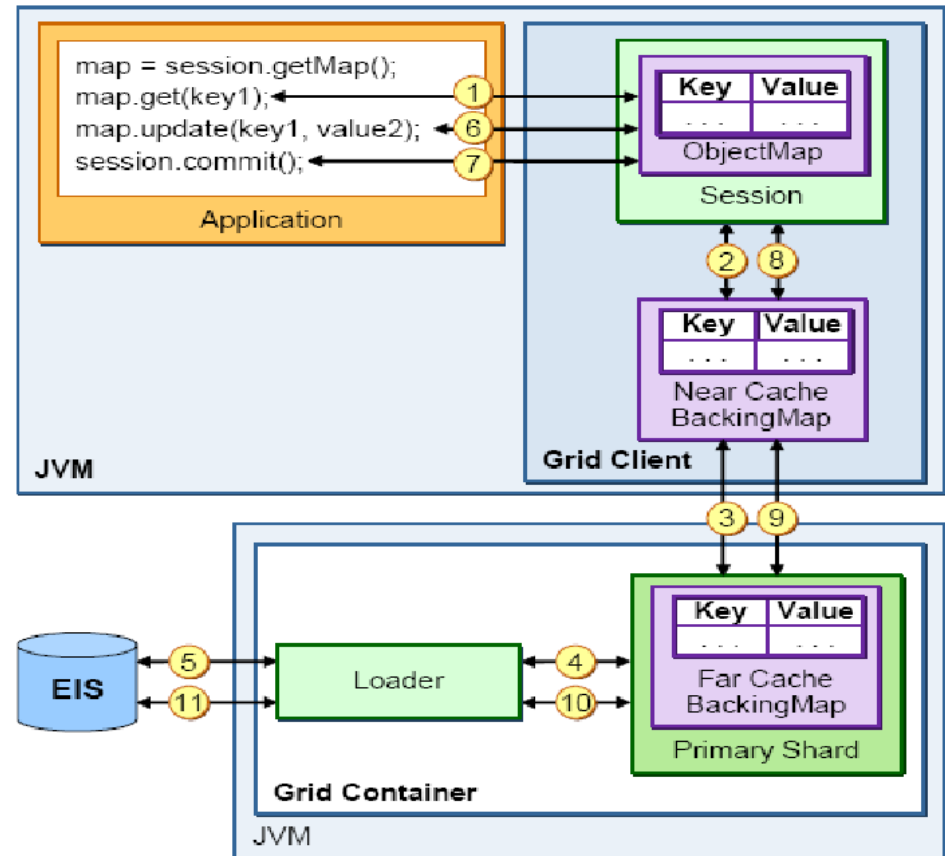 map = session.getMap();
map.get(key1);
map.update(key1, value2);
session.commit();
Application
1
6
7
Key Value
. . . . . .
ObjectMap
Session
2 8
Key Value
. . . . . .
Near Cache
BackingMap
Grid Client
JVM
3 9
Key Value
. . . . . .
Far Cache
BackingMap
Primary Shard
4
10
Loader
5
11
EIS
Grid Container
JVM